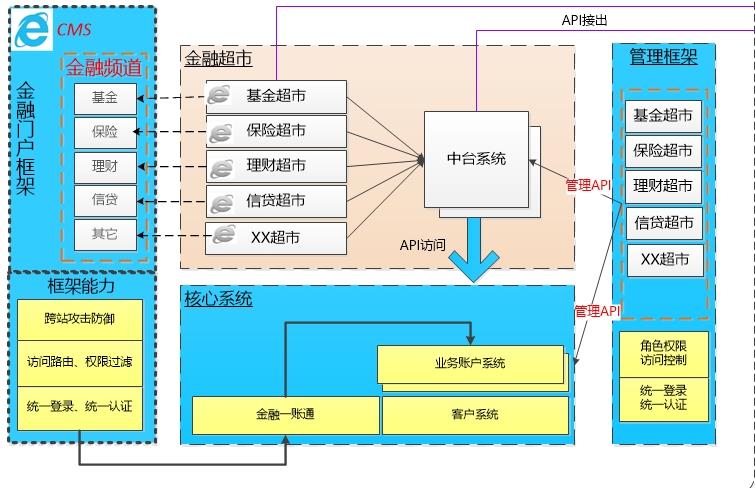 CMS
金融门户框架
金融频道
基金
保险
理财
信贷
其它
框架能力
跨站攻击防御
访问路由、权限过滤
统一登录、统一认证
API接出
金融超市
基金超市
保险超市
理财超市
信贷超市
XX超市
中台系统
API访问
管理API
管理API
核心系统
业务账户系统
金融一账通
客户系统
管理框架
基金超市
保险超市
理财超市
信贷超市
XX超市
角色权限
访问控制
统一登录
统一认证